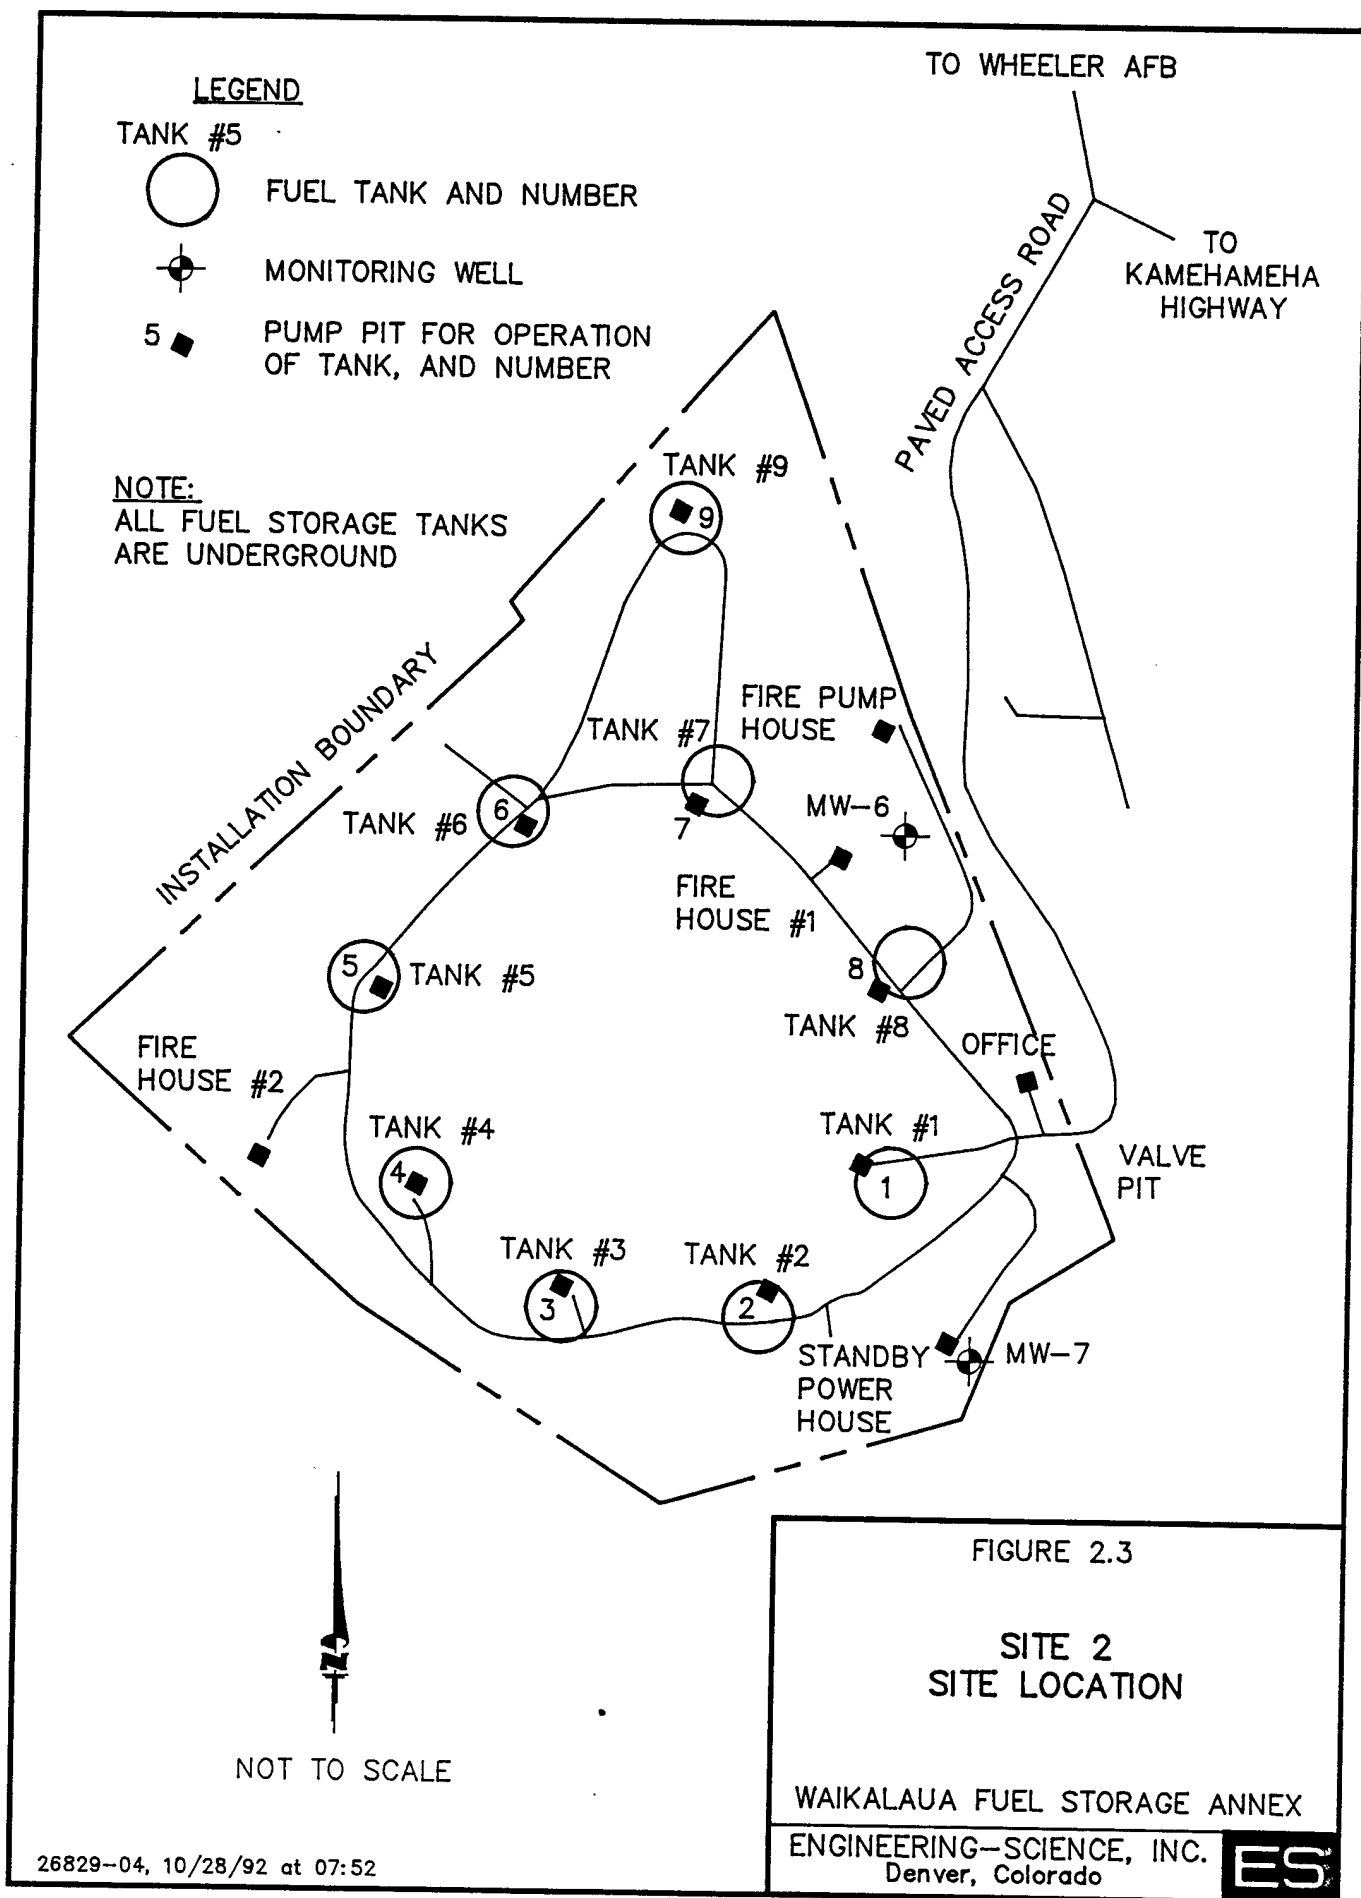 TO WHEELER AFB
LEGEND
TANK #5
FUEL TANK AND NUMBER
MONITORING WELL
5
PUMP PIT FOR OPERATION
OF TANK, AND NUMBER
PAVED ACCESS ROAD
TO
KAMEHAMEHA
HIGHWAY
NOTE:
ALL FUEL STORAGE TANKS
ARE UNDERGROUND
TANK #9
9
INSTALLATION BOUNDARY
FIRE PUMP
HOUSE
TANK #7
7
TANK #6
6
MW-6
FIRE
HOUSE #1
5
TANK #5
8
TANK #8
OFFICE
FIRE
HOUSE #2
TANK #4
4
TANK #1
1
VALVE
PIT
TANK #3
3
TANK #2
2
STANDBY
POWER
HOUSE
MW-7
N
NOT TO SCALE
FIGURE 2.3
SITE 2
SITE LOCATION
WAIKALAUA FUEL STORAGE ANNEX
ENGINEERING-SCIENCE, INC.
Denver, Colorado
ES
26829-04, 10/28/92 at 07:52